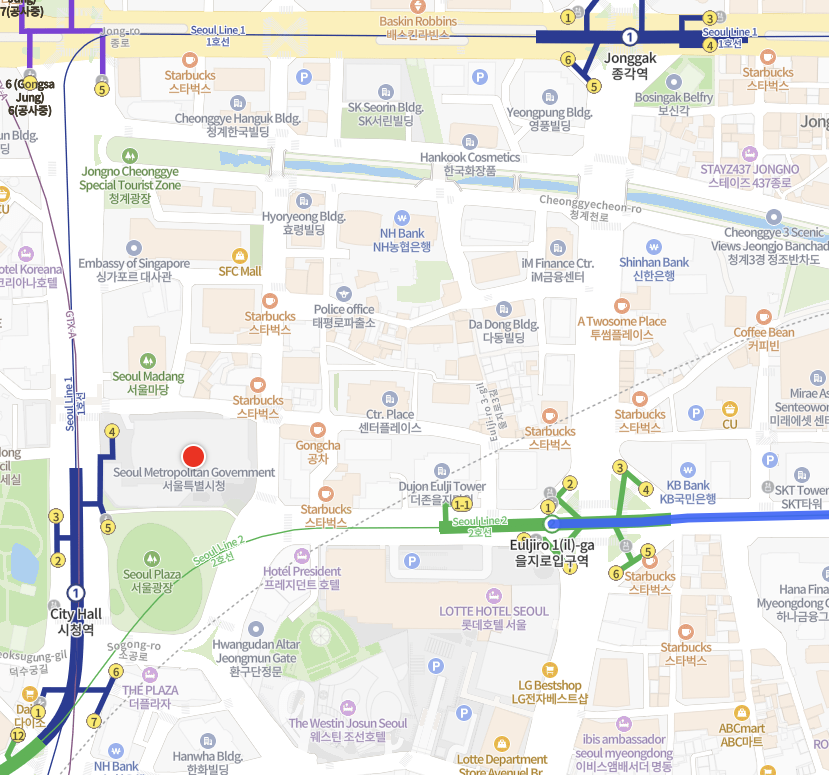 7(공사중)
6 (Gongsa
Jung)
6(공사중)
5
Jong-ro
종로
Seoul Line 1
1호선
Baskin Robbins
배스킨라빈스
1
1
3
4
Seoul Line 1
1호선
Jonggak
종각역
6
5
Starbucks
스타벅스
P
Starbucks
스타벅스
Cheonggye Hanguk Bldg.
청계한국빌딩
SK Seorin Bldg.
SK서린빌딩
Yeongpung Bldg.
영풍빌딩
Bosingak Belfry
보신각
P
Jongno Cheonggye
Special Tourist Zone
청계광장
Hankook Cosmetics
한국화장품
STAYZ437 JONGNO
스테이즈 437종로
CU
Hyoryeong Bldg.
효령빌딩
NH Bank
NH농협은행
Cheonggyecheon-ro
청계천로
Cheonggye 3 Scenic
Views Jeongjo Banchad
청계3경 정조반차도
Embassy of Singapore
싱가포르 대사관
SFC Mall
iM Finance Ctr.
iM금융센터
Shinhan Bank
신한은행
otel Koreana
코리아나호텔
Starbucks
스타벅스
Police office
태평로파출소
Da Dong Bldg.
다동빌딩
A Twosome Place
투썸플레이스
Coffee Bean
커피빈
GTX-A
Seoul Line 1
1호선
Seoul Madang
서울마당
Starbucks
스타벅스
Ctr. Place
센터플레이스
Eulji-ro 3-gil
을지로3길
Starbucks
스타벅스
Starbucks
스타벅스
P
CU
Mirae As
Senteowon
미래에셋 센터
4
Gongcha
공차
Seoul Metropolitan Government
서울특별시청
Dujon Eulji Tower
KB Bank
KB국민은행
P
SKT Tower
SKT타워
Starbucks
스타벅스
1-1
1
2
3
4
3
5
2
Seoul Line 2
2호선
Seoul Line 2
2호선
Euljiro 1(il)-ga
을지로입구역
5
6
Starbucks
스타벅스
Seoul Plaza
서울광장
Hotel President
프레지던트 호텔
P
1
City Hall
시청역
LOTTE HOTEL SEOUL
롯데호텔 서울
Hana Finan
Myeongdong C
하나금융그
Sogong-ro
소공로
eoksugung-gil
덕수궁길
Hwangudan Altar
Jeongmun Gate
환구단정문
Starbucks
스타벅스
6
THE PLAZA
더플라자
P
LG Bestshop
LG전자베스트샵
1
7
12
다이소
The Westin Josun Seoul
웨스틴 조선호텔
P
ibis ambassador
seoul myeongdong
이비스앰배서더 명동
ABCmart
ABC마트
NH Bank
Hanwha Bldg.
한화빌딩
Lotte Department
Store Avenuel Br.